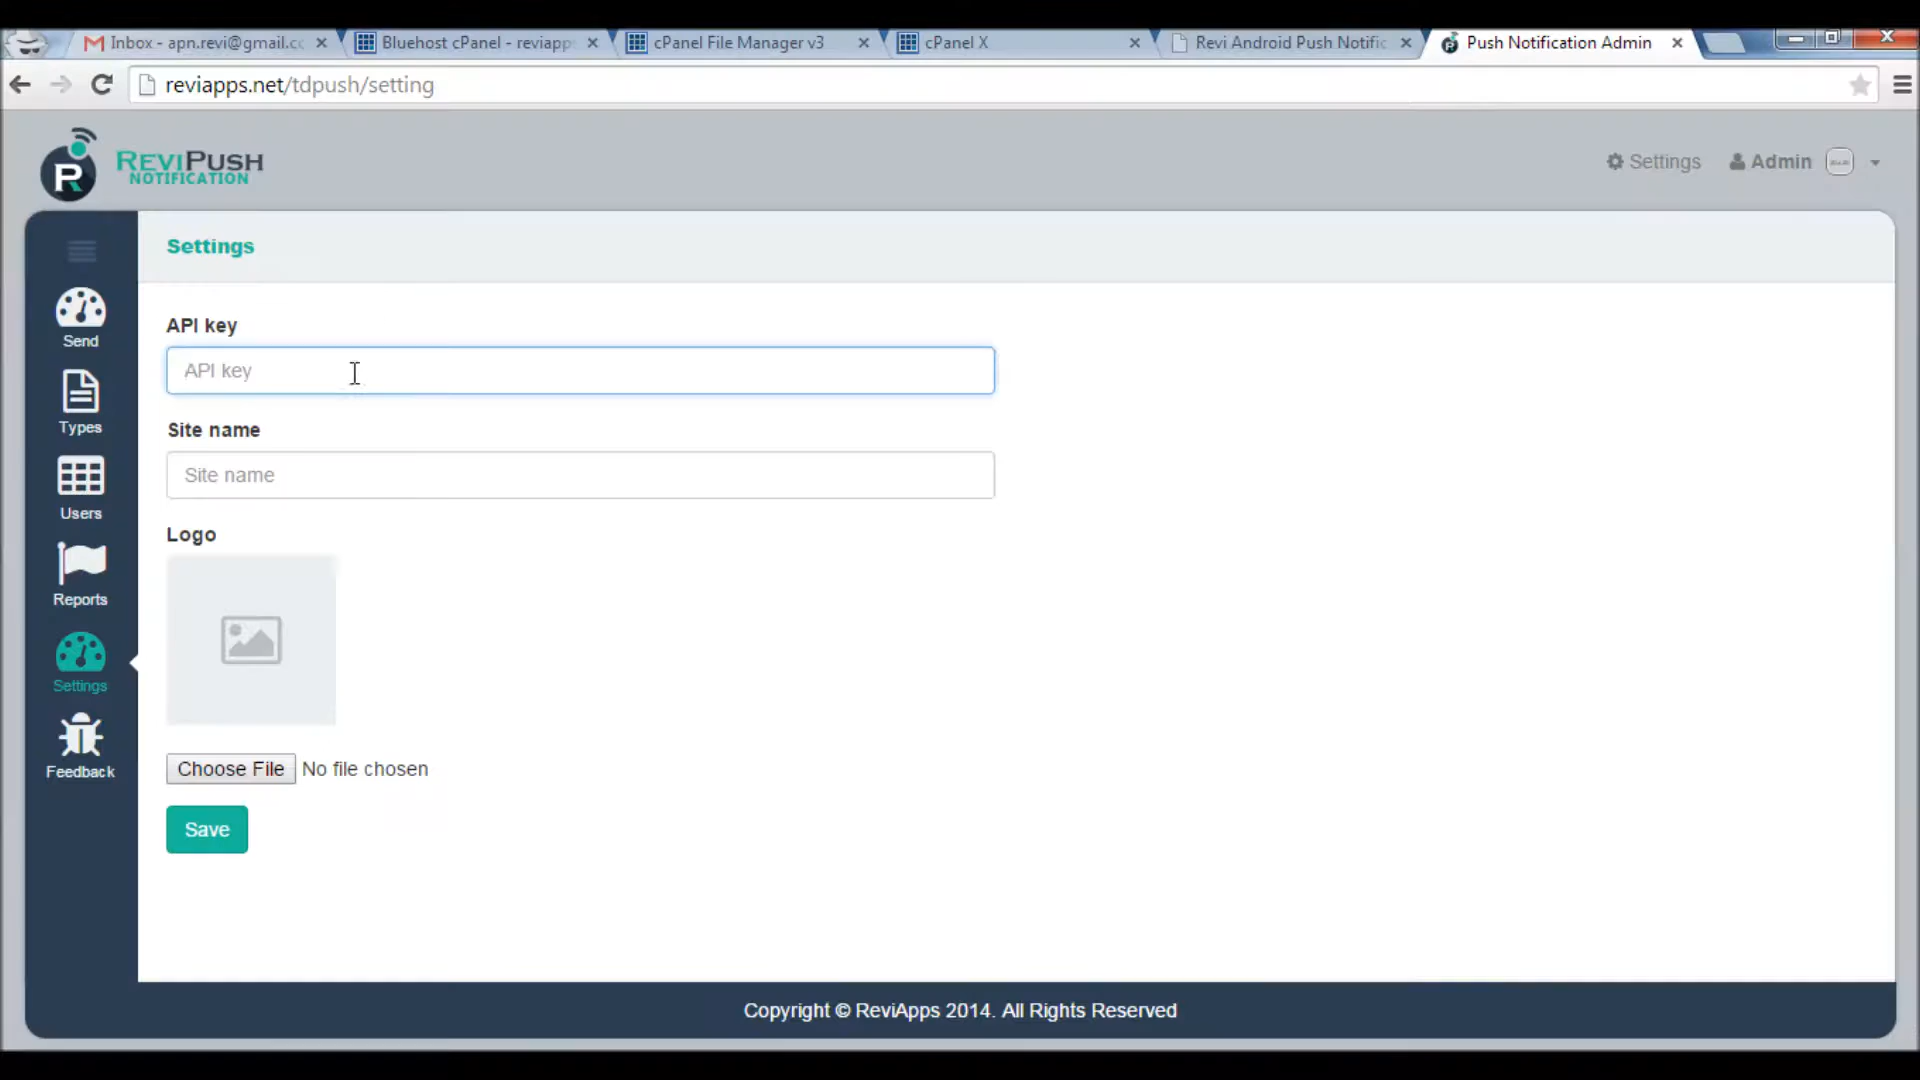 Inbox - apn.revi@gmail.cc
Bluehost cPanel - reviapps
cPanel File Manager v3
cPanel X
Revi Android Push Notific
Push Notification Admin
reviapps.net/tdpush/setting
R
REVIPUSH
NOTIFICATION
Settings
Admin
Settings
Send
Types
Users
Reports
Settings
Feedback
API key
API key
Site name
Site name
Logo
Choose File No file chosen
Save
Copyright © ReviApps 2014. All Rights Reserved